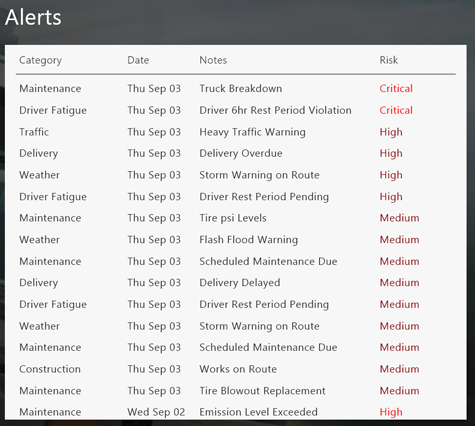 Alerts
Category Date Notes Risk
Maintenance Thu Sep 03 Truck Breakdown Critical
Driver Fatigue Thu Sep 03 Driver 6hr Rest Period Violation Critical
Traffic Thu Sep 03 Heavy Traffic Warning High
Delivery Thu Sep 03 Delivery Overdue High
Weather Thu Sep 03 Storm Warning on Route High
Driver Fatigue Thu Sep 03 Driver Rest Period Pending High
Maintenance Thu Sep 03 Tire psi Levels Medium
Weather Thu Sep 03 Flash Flood Warning Medium
Maintenance Thu Sep 03 Scheduled Maintenance Due Medium
Delivery Thu Sep 03 Delivery Delayed Medium
Driver Fatigue Thu Sep 03 Driver Rest Period Pending Medium
Weather Thu Sep 03 Storm Warning on Route Medium
Maintenance Thu Sep 03 Scheduled Maintenance Due Medium
Construction Thu Sep 03 Works on Route Medium
Maintenance Thu Sep 03 Tire Blowout Replacement Medium
Maintenance Wed Sep 02 Emission Level Exceeded High